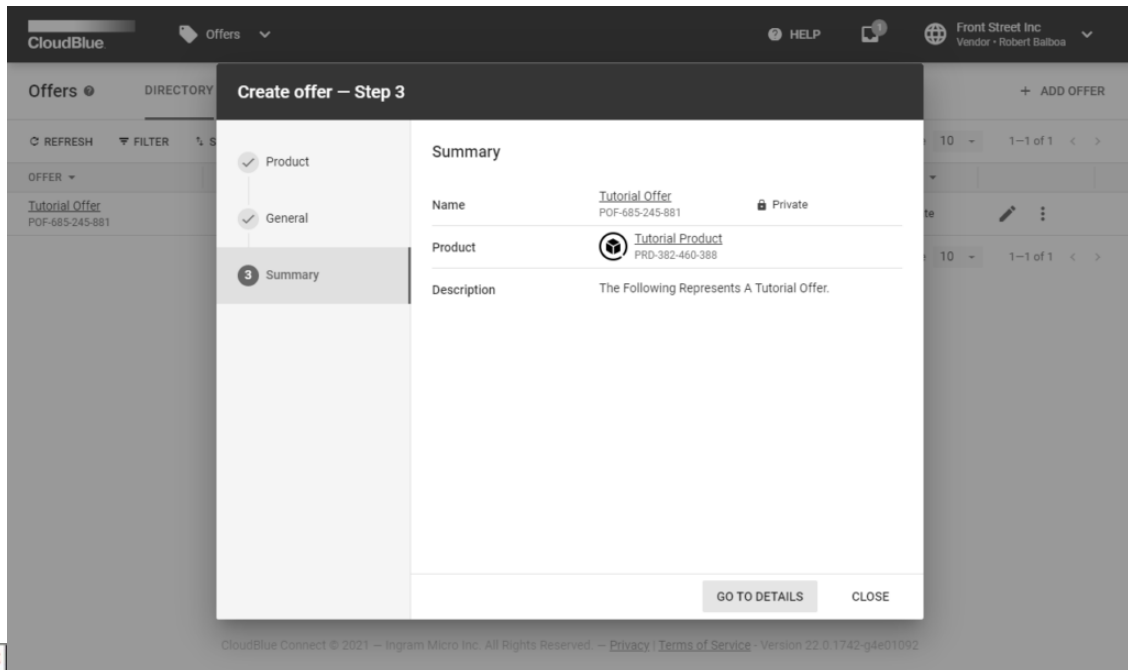 CloudBlue.
Offers
HELP
1
Front Street Inc
Vendor • Robert Balboa
Offers
DIRECTORY
+ ADD OFFER
REFRESH
FILTER
S
10
1–1 of 1
OFFER
Tutorial Offer
POF-685-245-881
te
10
1–1 of 1
Create offer — Step 3
Product
General
3 Summary
Summary
Name
Tutorial Offer
POF-685-245-881
Private
Product
Tutorial Product
PRD-382-460-388
Description
The Following Represents A Tutorial Offer.
GO TO DETAILS
CLOSE
CloudBlue Connect © 2021 — Ingram Micro Inc. All Rights Reserved. — Privacy | Terms of Service - Version 22.0.1742-g4e01092